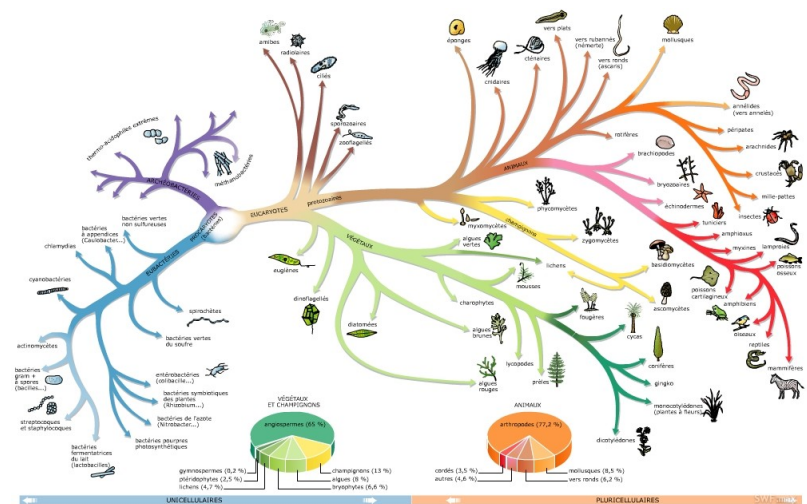 amibes
radiolaires
ciliés
sporozoaires
zooflagellés
éponges
cnidaires
cténaires
vers plats
vers rubannés
(némerte)
vers ronds
(ascaris)
mollusques
annélides
(vers annelés)
rotifères
péripates
arachnides
crustacés
mille-pattes
insectes
brachiopodes
bryozoaires
échinodermes
tuniciers
amphioxus
myxines
lamproies
poissons
osseux
poissons
cartilagineux
amphibiens
oiseaux
reptiles
mammifères
thermo-acidophiles extrêmes
méthanobactéries
ARCHÉOBACTÉRIES
PROCARYOTES
(bactéries)
EUCARYOTES
protozoaires
ANIMAUX
champignons
phycomycètes
myxomycètes
zygomycètes
basidiomycètes
ascomycètes
lichens
VÉGÉTAUX
algues
vertes
mousses
charophytes
euglènes
dinoflagellés
diatomées
algues
brunes
algues
rouges
lycopodes
prêles
fougères
cycas
conifères
gingko
monocotylédones
(plantes à fleurs)
dicotylédones
EUBACTÉRIES
bactéries vertes
non sulfureuses
bactéries
à appendices
(Caulobacter...)
chlamydies
cyanobactéries
spirochètes
bactéries vertes
du soufre
actinomycètes
bactéries
gram +
à spores
(bacilles...)
streptocoques
et staphylocoques
bactéries
fermentatrices
du lait
(lactobacilles)
entérobactéries
(colibacille...)
bactéries symbiotiques
des plantes
(Rhizobium...)
bactéries de l'azote
(Nitrobacter...)
bactéries pourpres
photosynthétiques
VÉGÉTAUX
ET CHAMPIGNONS
angiospermes (65 %)
gymnospermes (0,2 %)
ptéridophytes (2,5 %)
lichens (4,7 %)
champignons (13 %)
algues (8 %)
bryophytes (6,6 %)
ANIMAUX
arthropodes (77,2 %)
cordés (3,5 %)
autres (4,6 %)
mollusques (8,5 %)
vers ronds (6,2 %)
UNICELLULAIRES
PLURICELLULAIRES